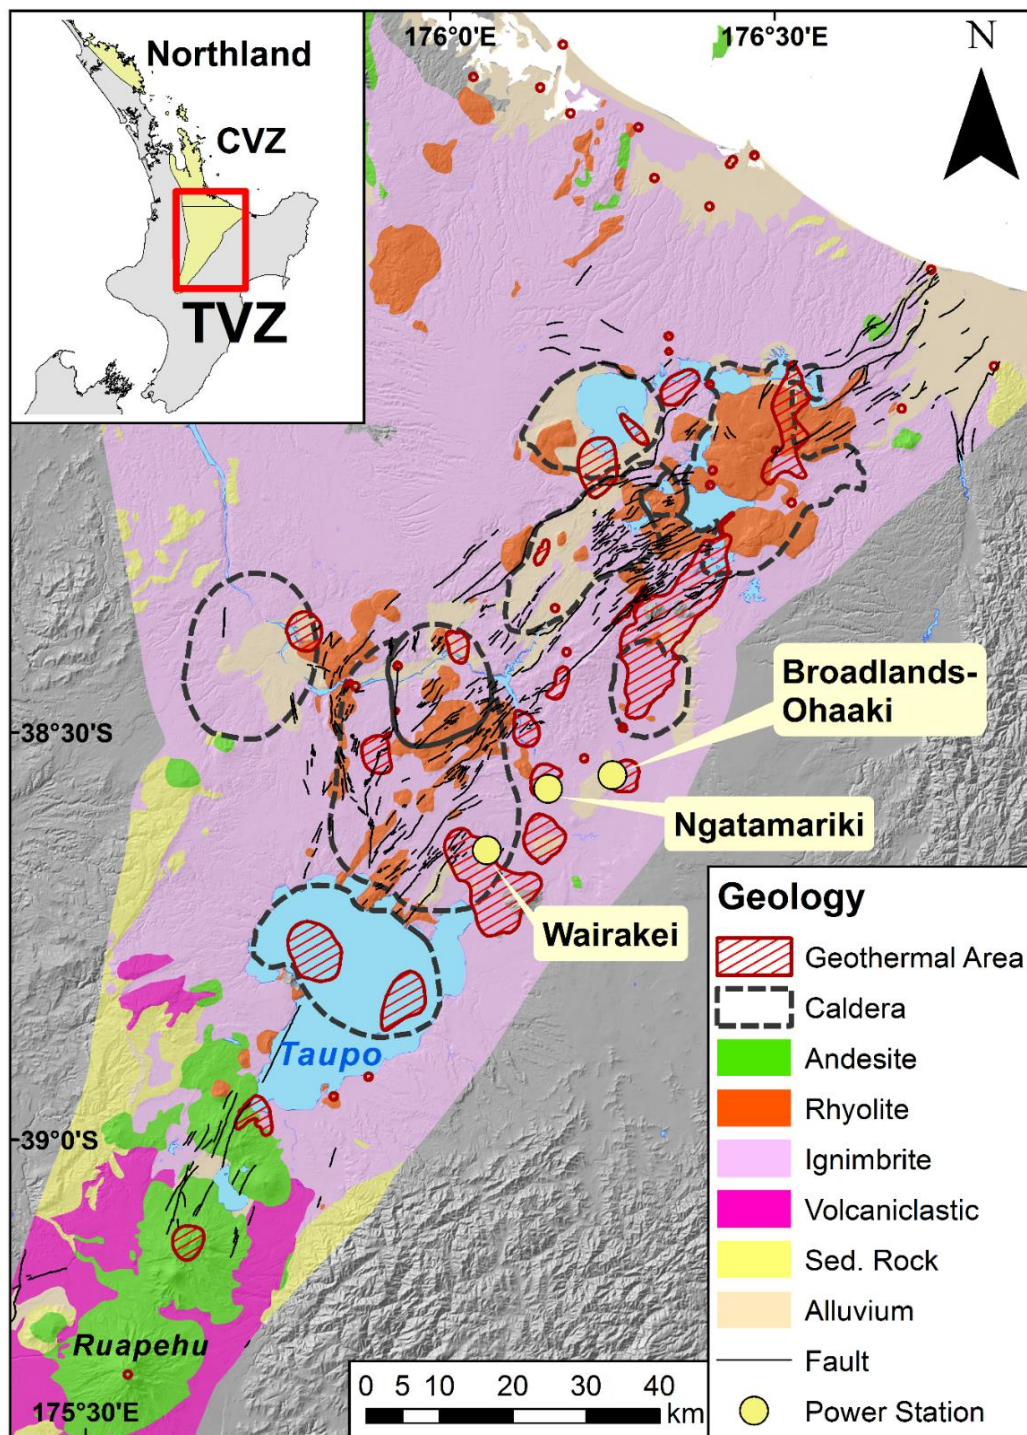 176°0'E
176°30'E
N
Northland
CVZ
TVZ
38°30'S
Broadlands-
Ohaaki
Ngatamariki
Wairakei
Taupo
39°0'S
Ruapehu
175°30'E
Geology
Geothermal Area
Caldera
Andesite
Rhyolite
Ignimbrite
Volcaniclastic
Sed. Rock
Alluvium
Fault
Power Station
0 5 10 20 30 40
km